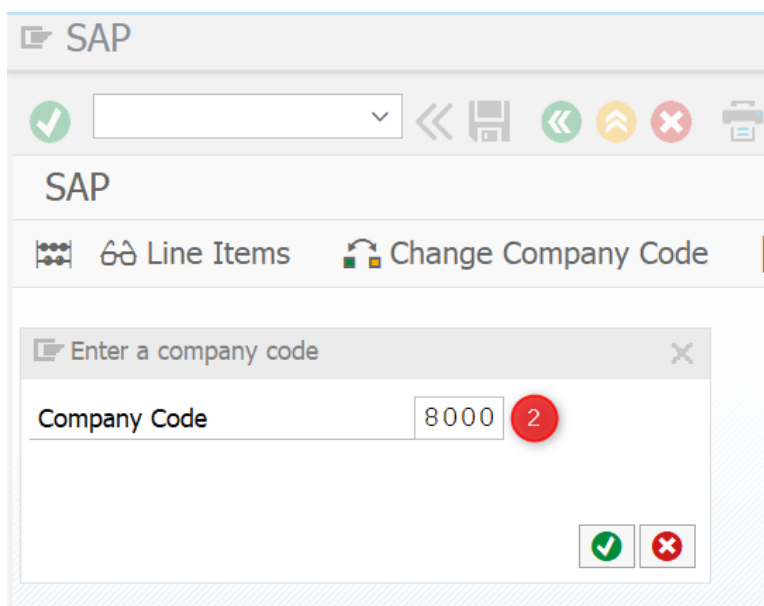 SAP
SAP
Line Items Change Company Code
Enter a company code
Company Code 8000 2